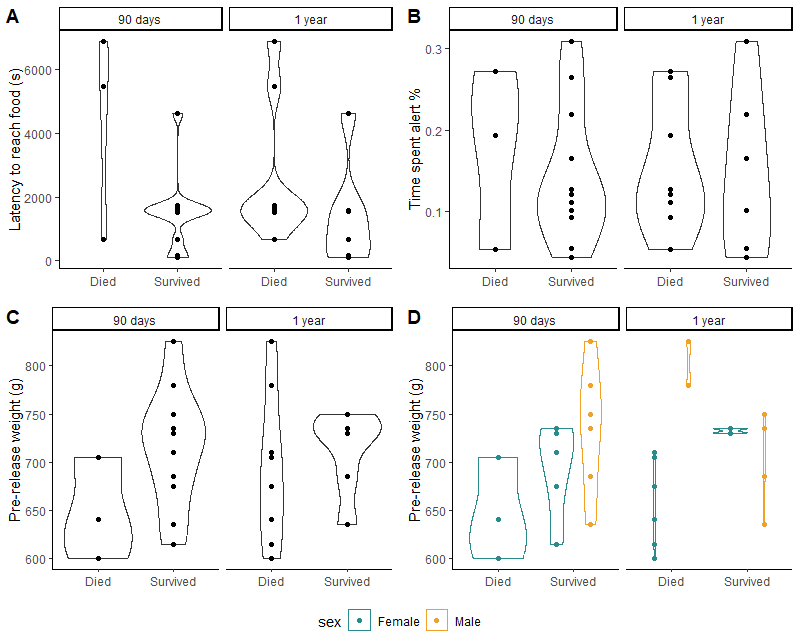 A
90 days
1 year
Latency to reach food (s)
6000
4000
2000
0
Died
Survived
Died
Survived
B
90 days
1 year
Time spent alert %
0.3
0.2
0.1
Died
Survived
Died
Survived
C
90 days
1 year
Pre-release weight (g)
800
750
700
650
600
Died
Survived
Died
Survived
D
90 days
1 year
Pre-release weight (g)
800
750
700
650
600
Died
Survived
Died
Survived
sex
Female
Male